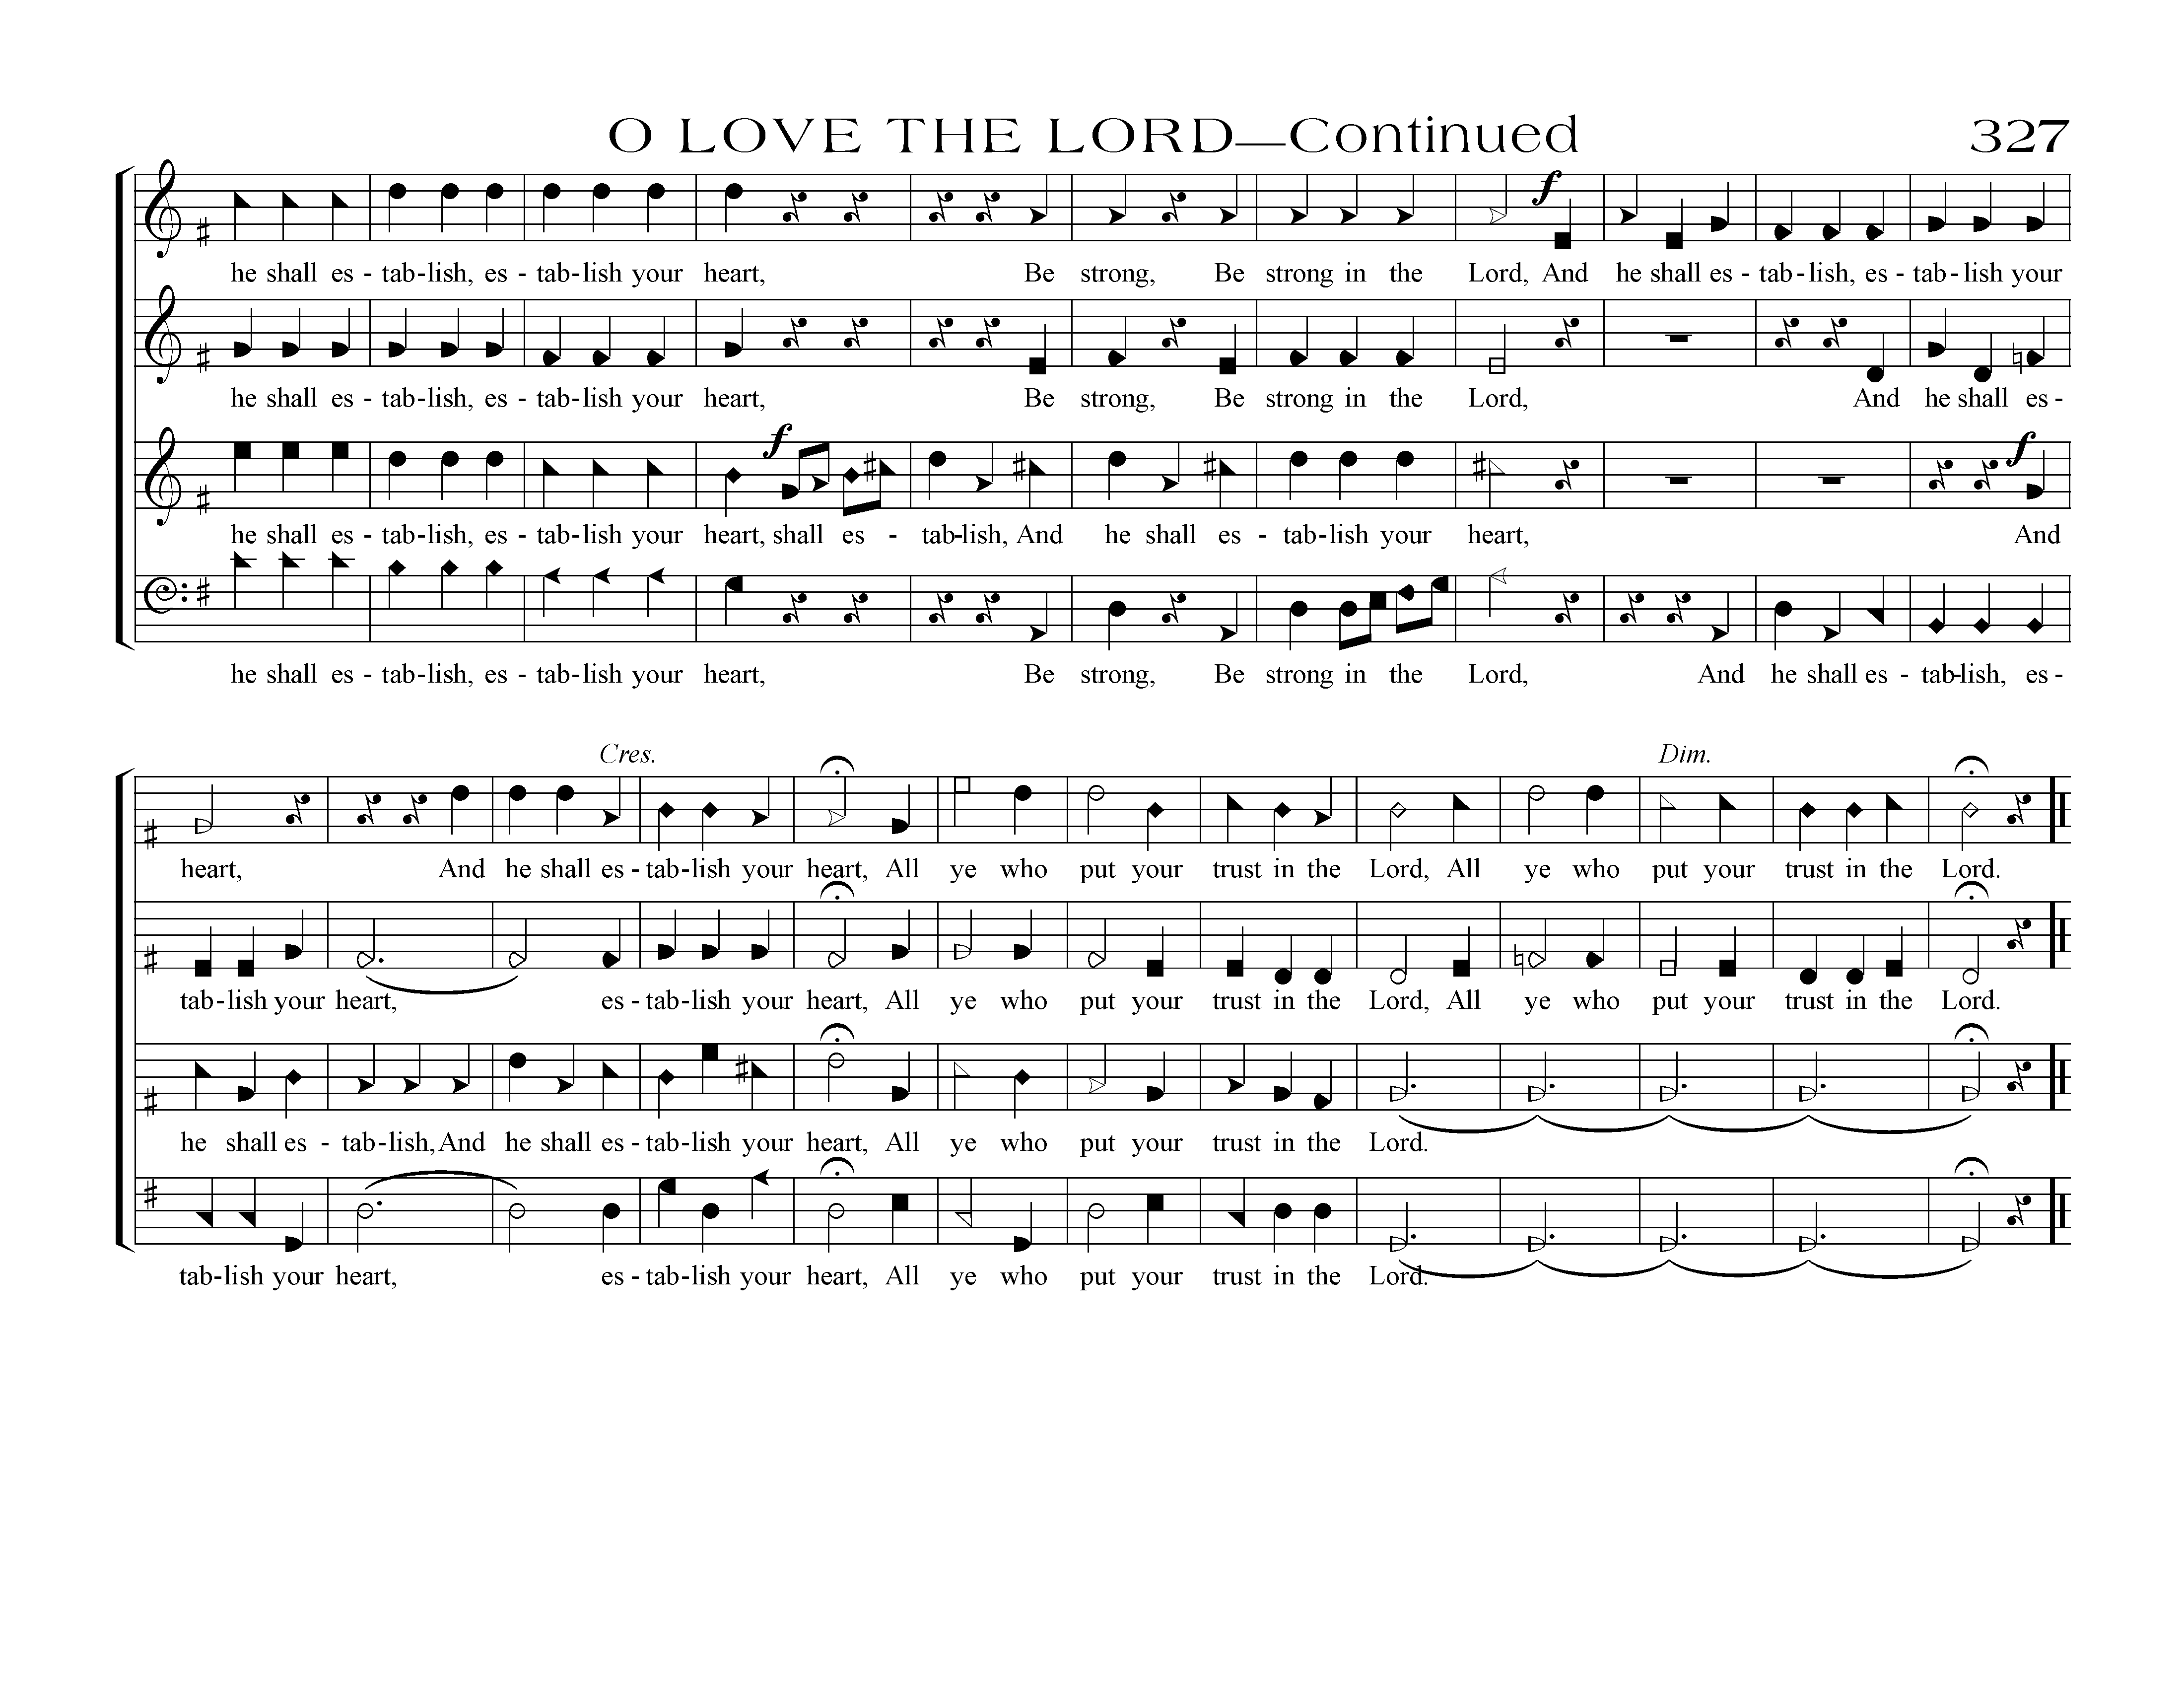 O LOVE THE LORD—Continued 327
f
he shall es - tab-lish, es - tab-lish your heart, Be strong, Be strong in the Lord, And he shall es - tab-lish, es - tab-lish your
he shall es - tab-lish, es - tab-lish your heart, Be strong, Be strong in the Lord, And he shall es -
f f
he shall es - tab-lish, es - tab-lish your heart, shall es - tab-lish, And he shall es - tab-lish your heart, And
he shall es - tab-lish, es - tab-lish your heart, Be strong, Be strong in the Lord, And he shall es - tab-lish, es -
Cres. Dim.
heart, And he shall es - tab-lish your heart, All ye who put your trust in the Lord, All ye who put your trust in the Lord.
tab-lish your heart, es - tab-lish your heart, All ye who put your trust in the Lord, All ye who put your trust in the Lord.
he shall es - tab-lish, And he shall es - tab-lish your heart, All ye who put your trust in the Lord.
tab-lish your heart, es - tab-lish your heart, All ye who put your trust in the Lord.